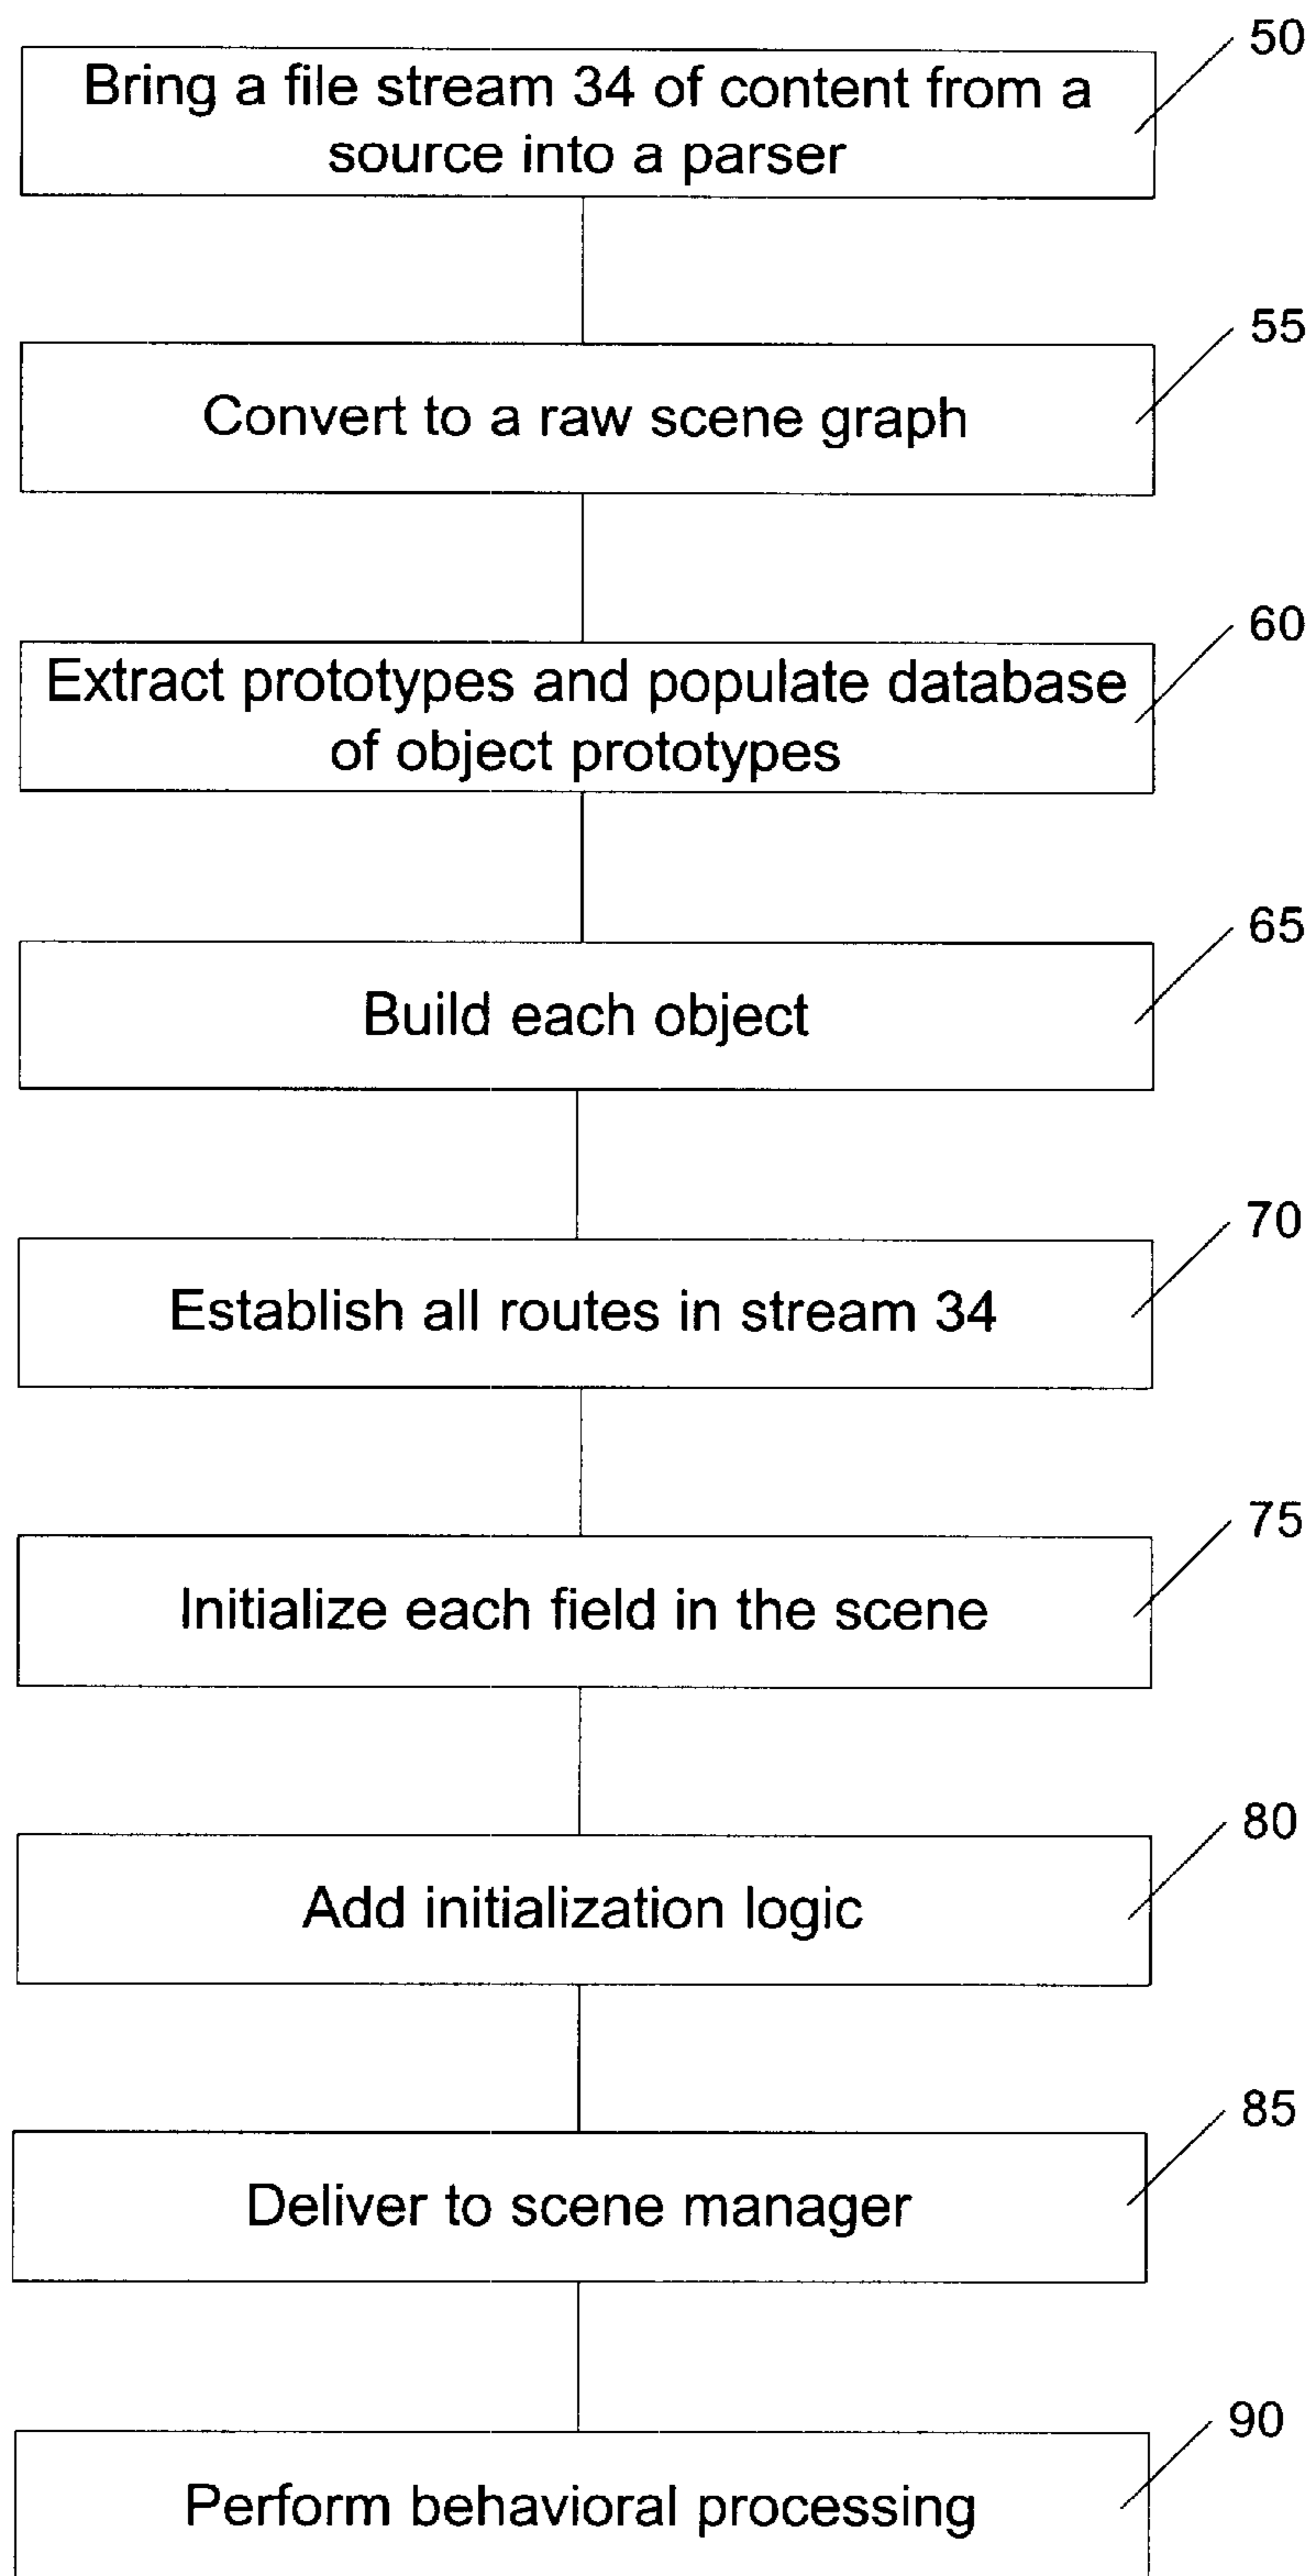 50
Bring a file stream 34 of content from a
source into a parser
55
Convert to a raw scene graph
60
Extract prototypes and populate database
of object prototypes
65
Build each object
70
Establish all routes in stream 34
75
Initialize each field in the scene
80
Add initialization logic
85
Deliver to scene manager
90
Perform behavioral processing